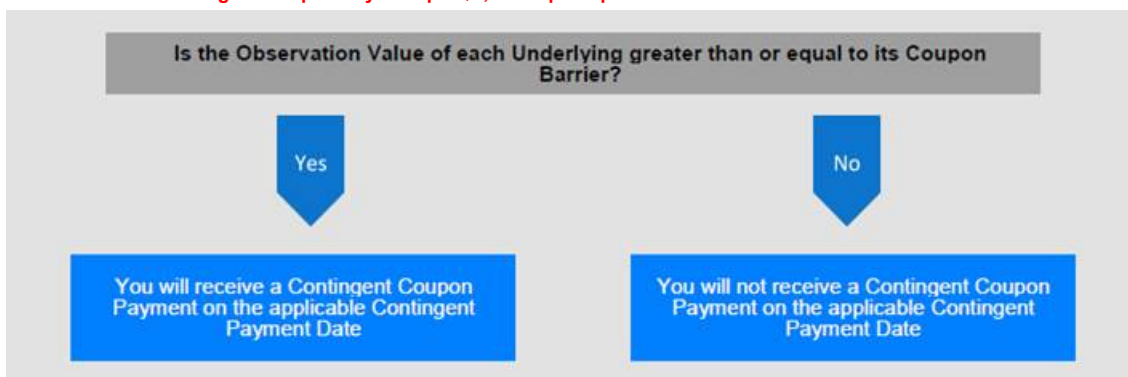 Is the Observation Value of each Underlying greater than or equal to its Coupon
Barrier?
Yes
No
You will receive a Contingent Coupon
Payment on the applicable Contingent
Payment Date
You will not receive a Contingent Coupon
Payment on the applicable Contingent
Payment Date